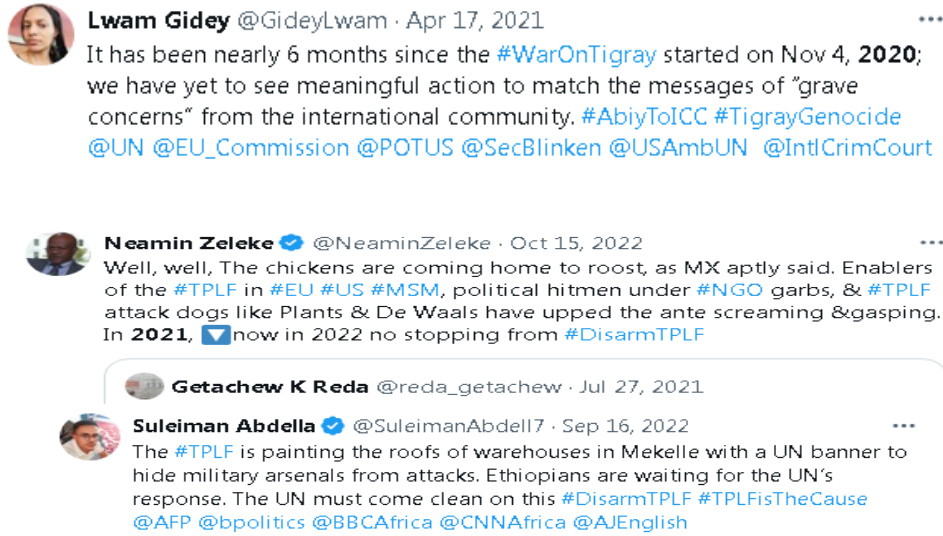 Lwam Gidey @GideyLwam · Apr 17, 2021
It has been nearly 6 months since the #WarOnTigray started on Nov 4, 2020;
we have yet to see meaningful action to match the messages of “grave
concerns“ from the international community. #AbiyToICC #TigrayGenocide
@UN @EU_Commission @POTUS @SecBlinken @USAmbUN @IntlCrimCourt
Neamin Zeleke @NeaminZeleke · Oct 15, 2022
Well, well, The chickens are coming home to roost, as MX aptly said. Enablers
of the #TPLF in #EU #US #MSM, political hitmen under #NGO garbs, & #TPLF
attack dogs like Plants & De Waals have upped the ante screaming &gasping.
In 2021, 🔽now in 2022 no stopping from #DisarmTPLF
Getachew K Reda @reda_getachew · Jul 27, 2021
Suleiman Abdella @SuleimanAbdell7 · Sep 16, 2022
The #TPLF is painting the roofs of warehouses in Mekelle with a UN banner to
hide military arsenals from attacks. Ethiopians are waiting for the UN’s
response. The UN must come clean on this #DisarmTPLF #TPLFisTheCause
@AFP @bpolitics @BBCAfrica @CNNAfrica @AJEnglish